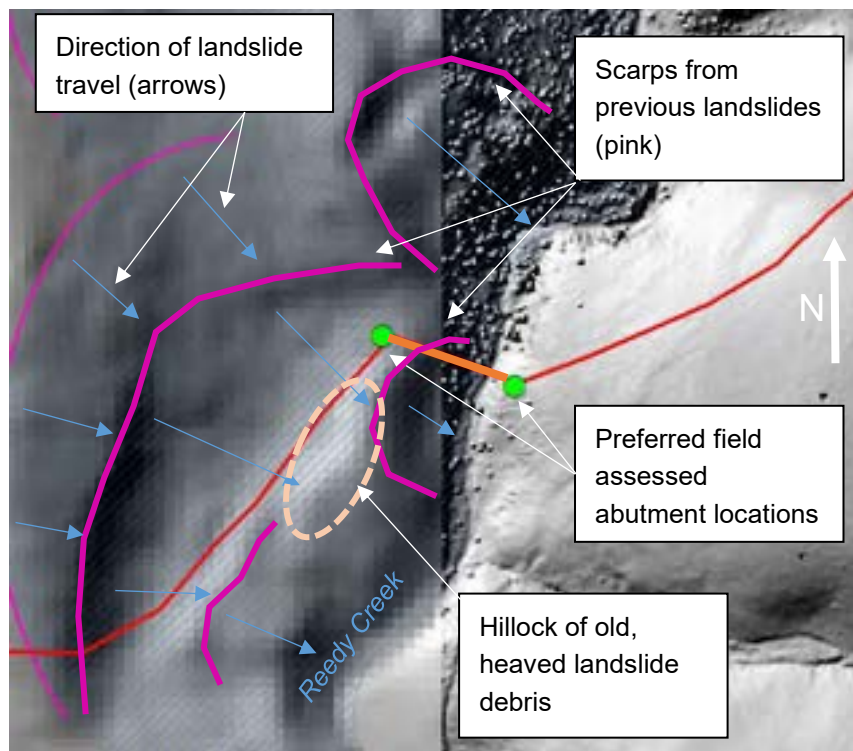 Direction of landslide
travel (arrows)
Scarps from
previous landslides
(pink)
N
Preferred field
assessed
abutment locations
Reedy Creek
Hillock of old,
heaved landslide
debris